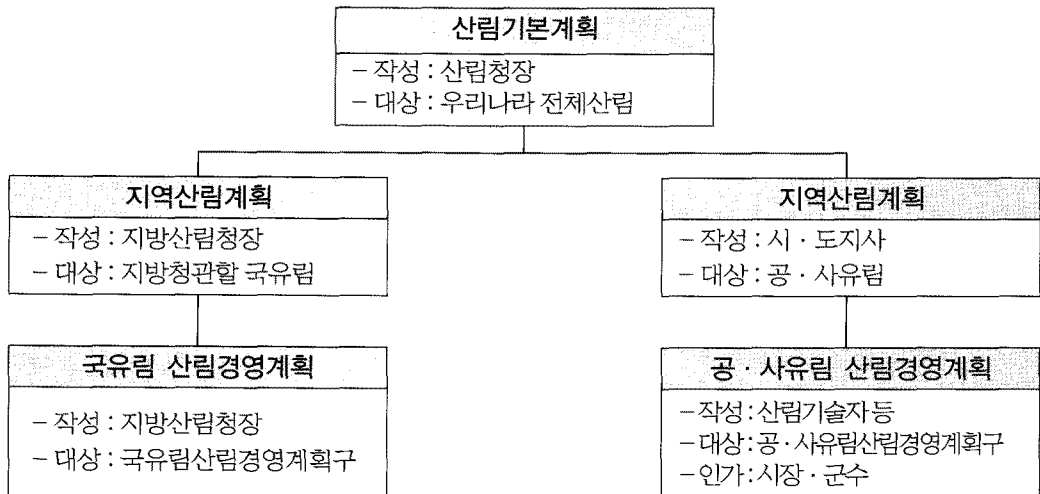 산림기본계획
– 작성 : 산림청장
– 대상 : 우리나라 전체산림
지역산림계획
– 작성 : 지방산림청장
– 대상 : 지방청관할 국유림
지역산림계획
– 작성 : 시 · 도지사
– 대상 : 공 · 사유림
국유림 산림경영계획
– 작성 : 지방산림청장
– 대상 : 국유림산림경영계획구
공 · 사유림 산림경영계획
– 작성 : 산림기술자 등
– 대상 : 공 · 사유림산림경영계획구
– 인가 : 시장 · 군수